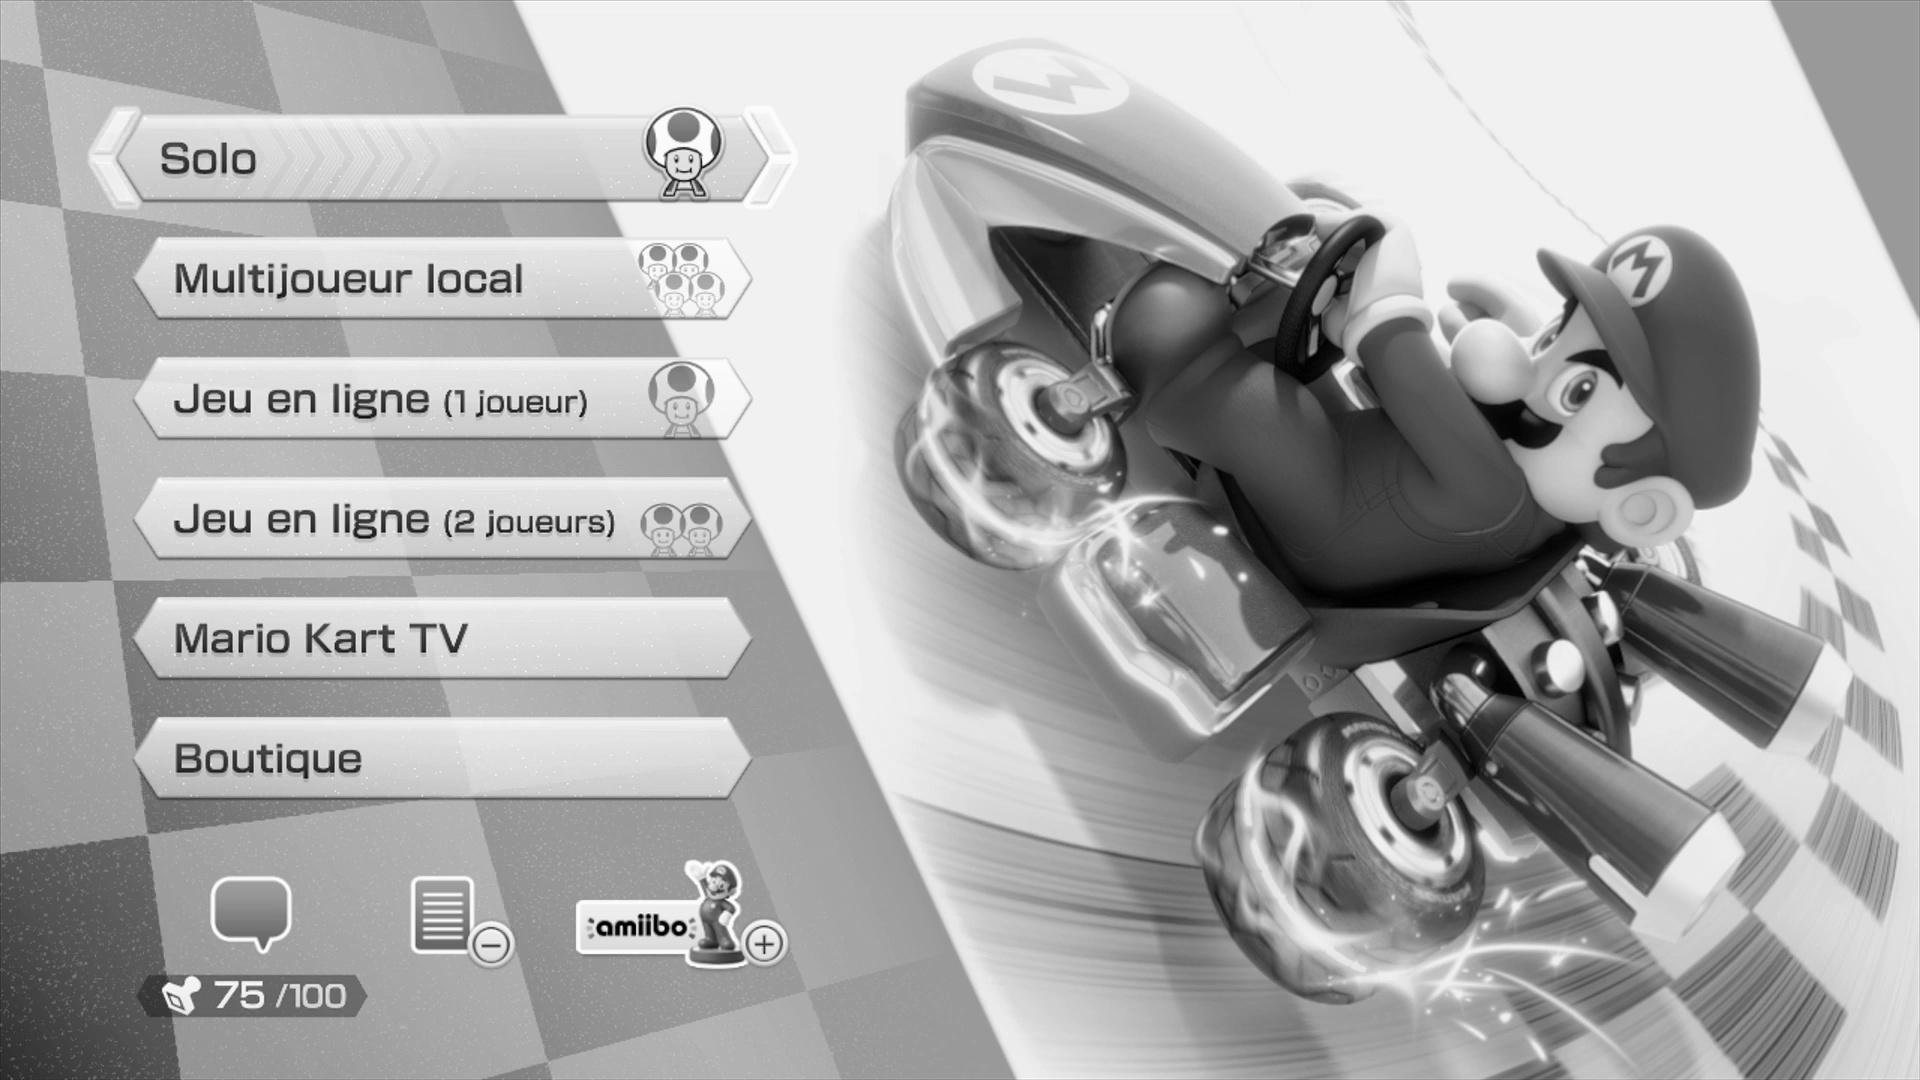 Solo
Multijoueur local
Jeu en ligne (1 joueur)
Jeu en ligne (2 joueurs)
Mario Kart TV
Boutique
amiibo
75 /100
M
M